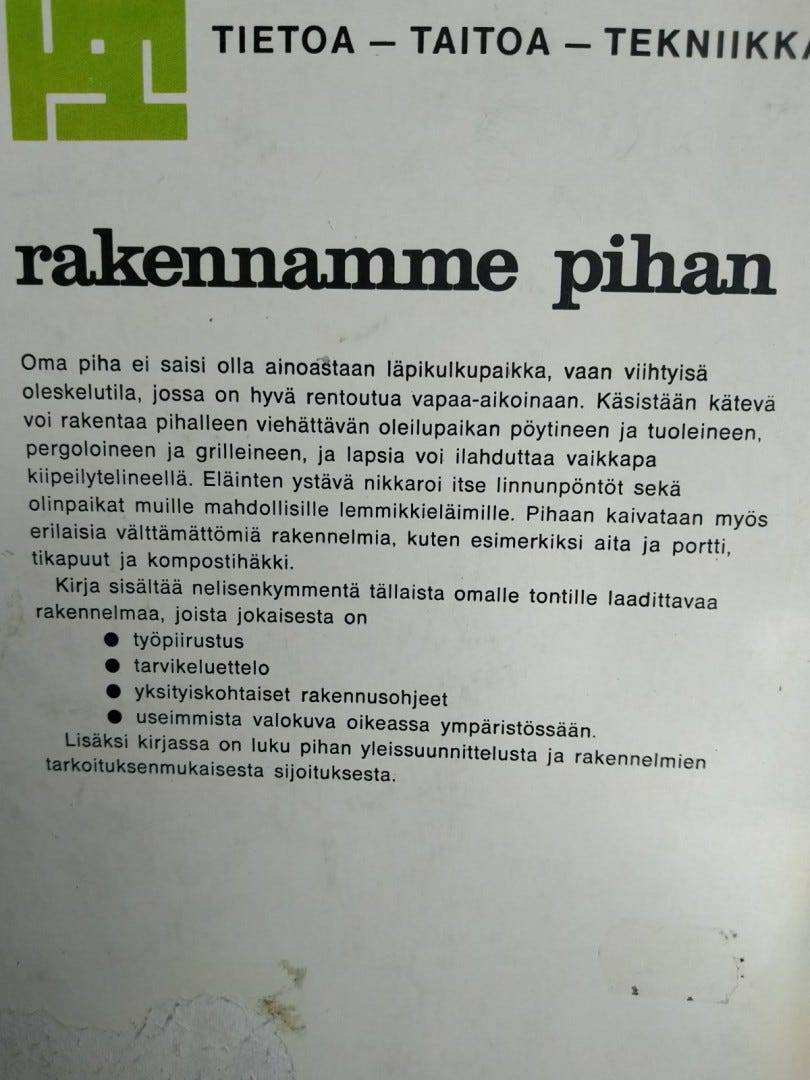 TIETOA — TAITOA — TEKNIIKKA
rakennamme pihan
Oma piha ei saisi olla ainoastaan läpikulkupaikka, vaan viihtyisä
oleskelutila, jossa on hyvä rentoutua vapaa-aikoinaan. Käsistään kätevä
voi rakentaa pihalleen viehättävän oleilupaikan pöytineen ja tuoleineen,
pergoloineen ja grilleineen, ja lapsia voi ilahduttaa vaikkapa
kiipeilytelineellä. Eläinten ystävä nikkaroi itse linnunpöntöt sekä
olinpaikat muille mahdollisille lemmikkieläimille. Pihaan kaivataan myös
erilaisia välttämättömiä rakennelmia, kuten esimerkiksi aita ja portti,
tikapuut ja kompostihäkki.
Kirja sisältää nelisenkymmentä tällaista omalle tontille laadittavaa
rakennelmaa, joista jokaisesta on
● työpiirustus
● tarvikeluettelo
● yksityiskohtaiset rakennusohjeet
● useimmista valokuva oikeassa ympäristössään.
Lisäksi kirjassa on luku pihan yleissuunnittelusta ja rakennelmien
tarkoituksenmukaisesta sijoituksesta.